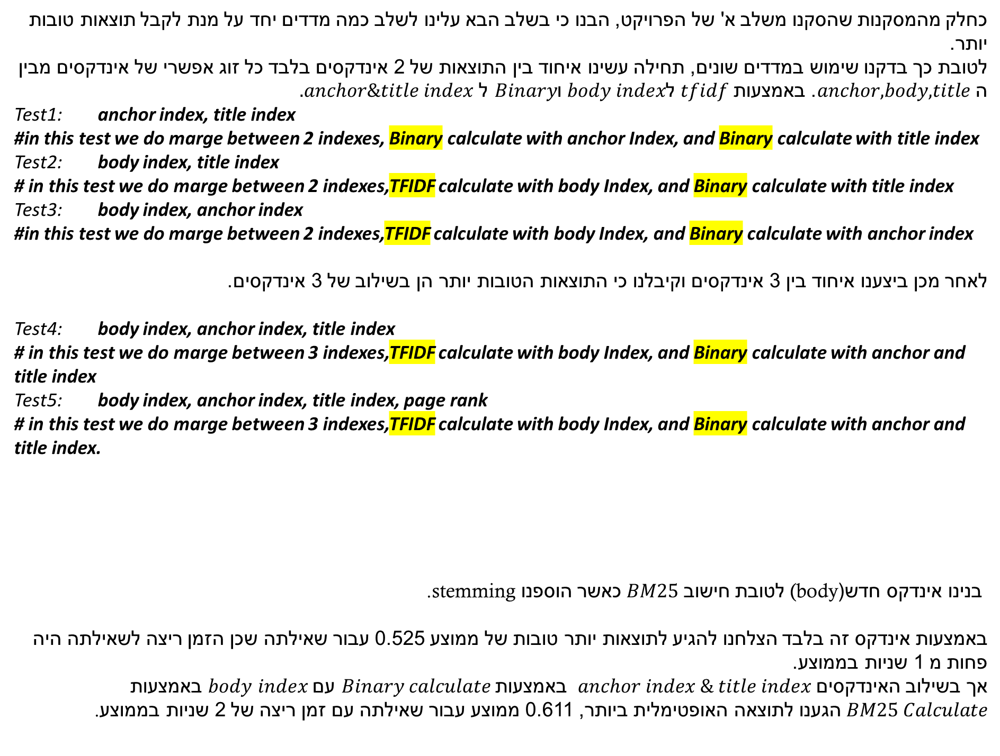 כחלק מהמסקנות שהסקנו משלב א' של הפרויקט, הבנו כי בשלב הבא עלינו לשלב כמה מדדים יחד על מנת לקבל תוצאות טובות
יותר.
לטובת כך בדקנו שימוש במדדים שונים, תחילה עשינו איחוד בין התוצאות של 2 אינדקסים בלבד כל זוג אפשרי של אינדקסים מבין
ה anchor,body,title. באמצעות tfidf לbody index וBinary ל anchor&title index.
Test1: anchor index, title index
#in this test we do marge between 2 indexes, Binary calculate with anchor Index, and Binary calculate with title index
Test2: body index, title index
# in this test we do marge between 2 indexes,TFIDF calculate with body Index, and Binary calculate with title index
Test3: body index, anchor index
#in this test we do marge between 2 indexes,TFIDF calculate with body Index, and Binary calculate with anchor index
לאחר מכן ביצענו איחוד בין 3 אינדקסים וקיבלנו כי התוצאות הטובות יותר הן בשילוב של 3 אינדקסים.
Test4: body index, anchor index, title index
# in this test we do marge between 3 indexes,TFIDF calculate with body Index, and Binary calculate with anchor and
title index
Test5: body index, anchor index, title index, page rank
# in this test we do marge between 3 indexes,TFIDF calculate with body Index, and Binary calculate with anchor and
title index.
בנינו אינדקס חדש(body) לטובת חישוב BM25 כאשר הוספנו stemming.
באמצעות אינדקס זה בלבד הצלחנו להגיע לתוצאות יותר טובות של ממוצע 0.525 עבור שאילתה שכן הזמן ריצה לשאילתה היה
פחות מ 1 שניות בממוצע.
אך בשילוב האינדקסים anchor index & title index באמצעות Binary calculate עם body index באמצעות
BM25 Calculate הגענו לתוצאה האופטימלית ביותר, 0.611 ממוצע עבור שאילתה עם זמן ריצה של 2 שניות בממוצע.